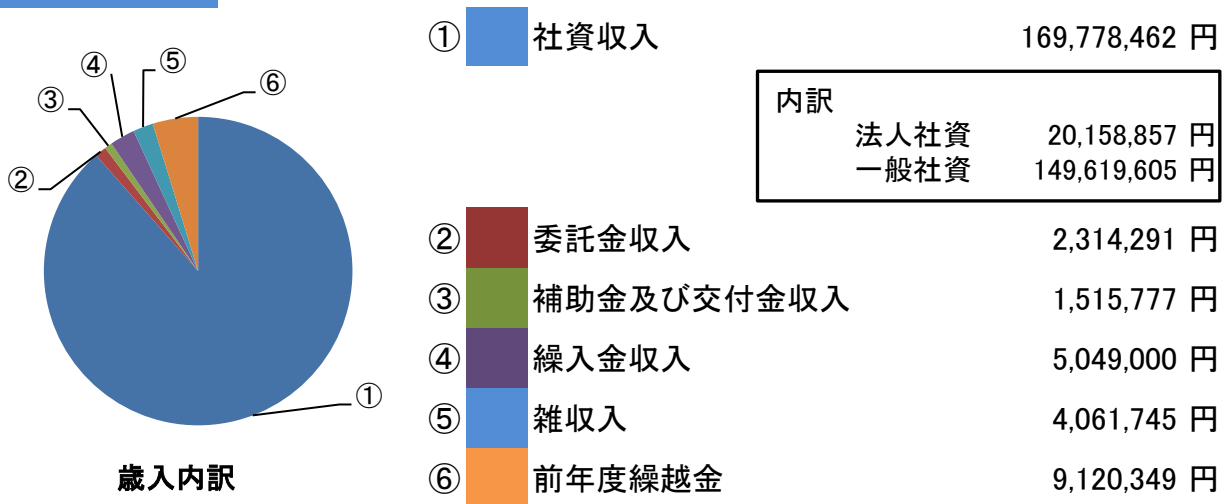 ① 社資収入 169,778,462 円
内訳
法人社資 20,158,857 円
一般社資 149,619,605 円
② 委託金収入 2,314,291 円
③ 補助金及び交付金収入 1,515,777 円
④ 繰入金収入 5,049,000 円
⑤ 雑収入 4,061,745 円
⑥ 前年度繰越金 9,120,349 円
④
⑤
⑥
③
②
①
歳入内訳